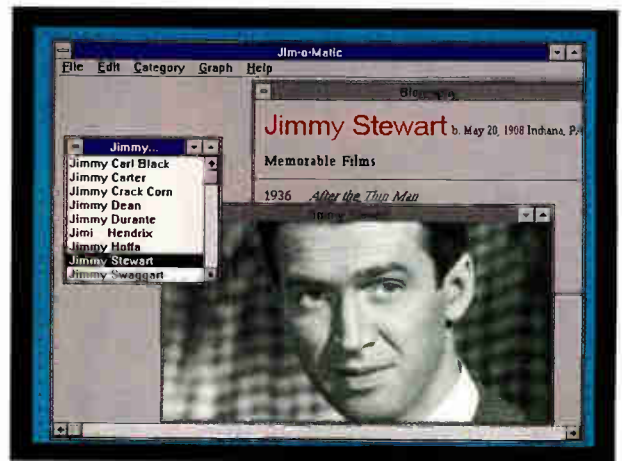 Jim-o-Matic
File Edit Category Graph Help
Jimmy Stewart b. May 20, 1908 Indiana, PA
Memorable Films
1936 After the Thin Man
Jimmy...
Jimmy Carl Black
Jimmy Carter
Jimmy Crack Corn
Jimmy Dean
Jimmy Durante
Jimi Hendrix
Jimmy Hoffa
Jimmy Stewart
Jimmy Swaggart